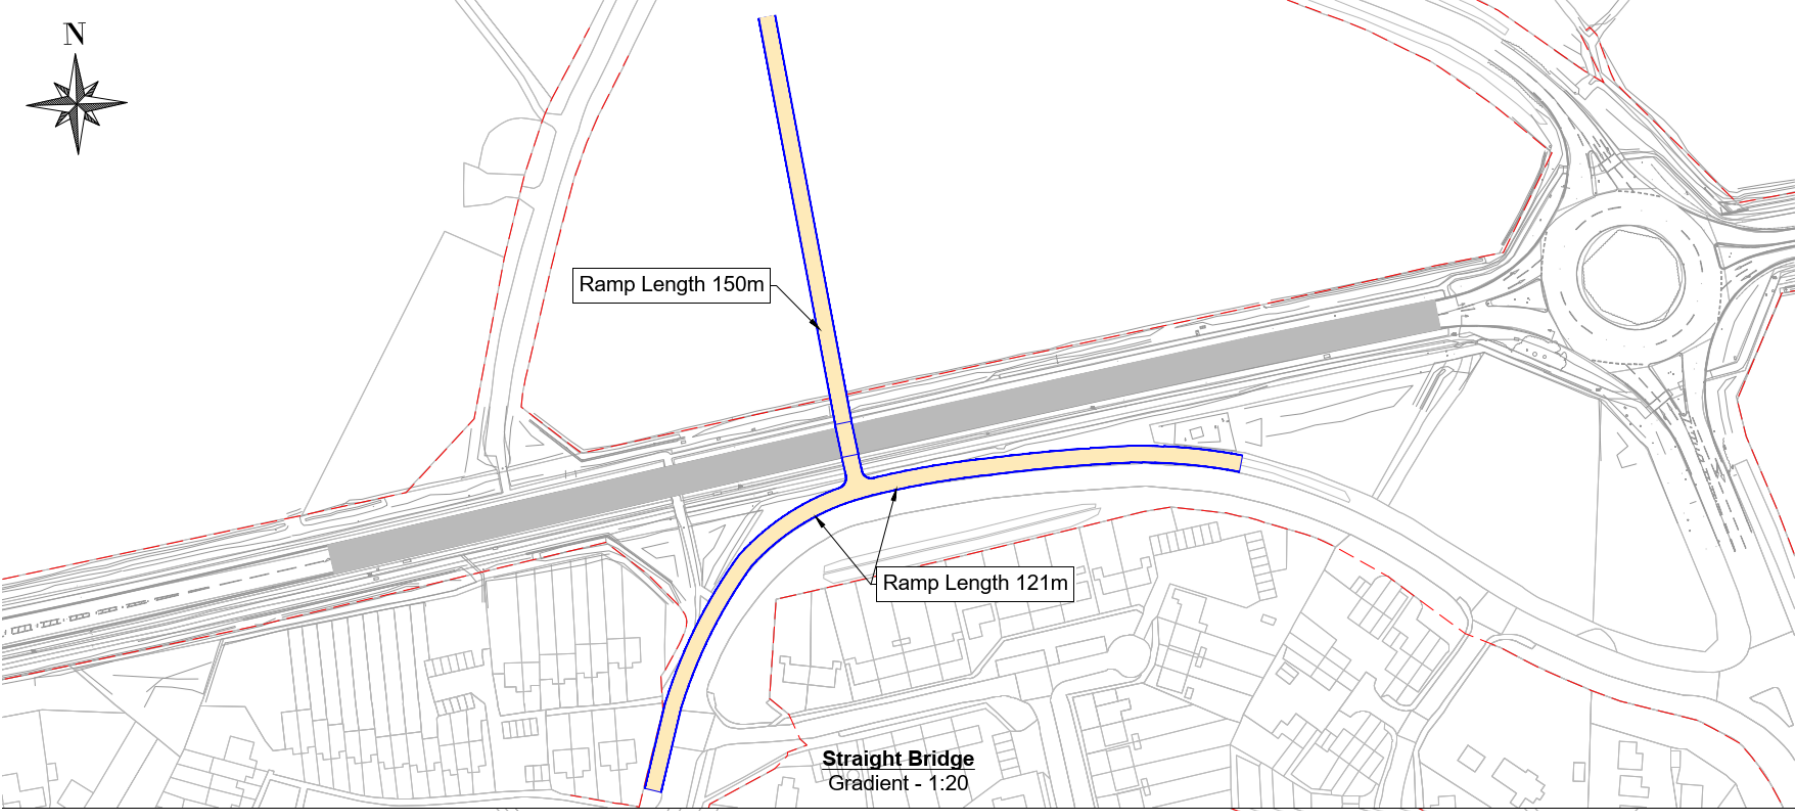 N
Ramp Length 150m
Ramp Length 121m
Straight Bridge
Gradient - 1:20